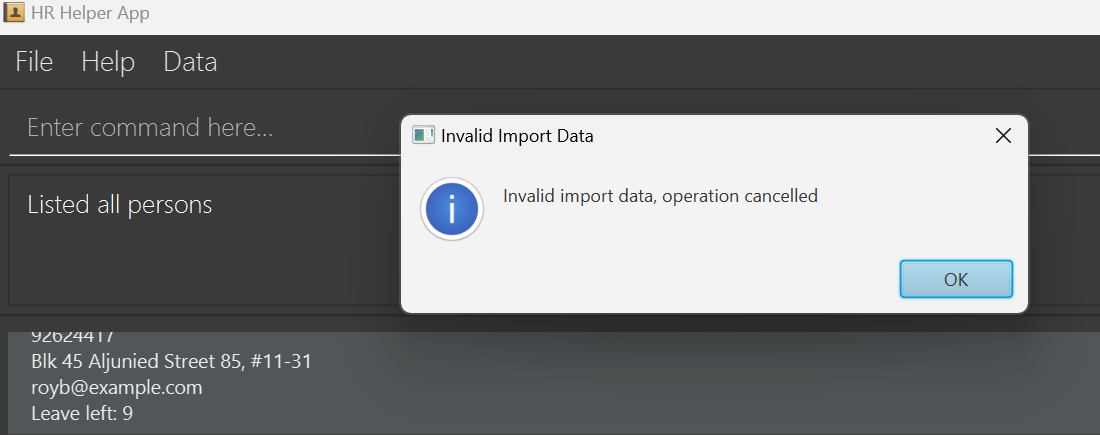 HR Helper App
File Help Data
Enter command here...
Invalid Import Data
Invalid import data, operation cancelled
OK
Listed all persons
92624417
Blk 45 Aljunied Street 85, #11-31
royb@example.com
Leave left: 9